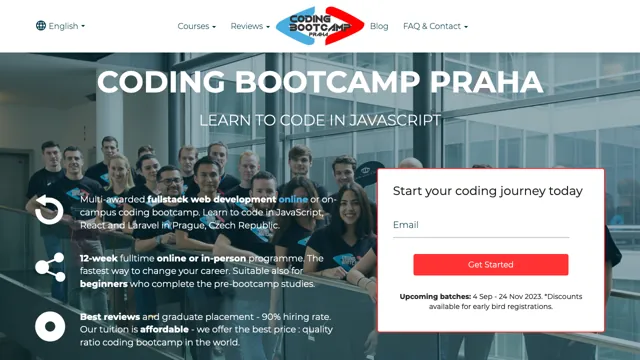 English
Courses
Reviews
CODING
BOOTCAMP
PRAHA
Blog
FAQ & Contact
CODING BOOTCAMP PRAHA
LEARN TO CODE IN JAVASCRIPT
Multi-awarded fullstack web development online or on-
campus coding bootcamp. Learn to code in JavaScript,
React and Laravel in Prague, Czech Republic.
12-week fulltime online or in-person programme. The
fastest way to change your career. Suitable also for
beginners who complete the pre-bootcamp studies.
Best reviews and graduate placement - 90% hiring rate.
Our tuition is affordable - we offer the best price : quality
ratio coding bootcamp in the world.
Start your coding journey today
Email
Get Started
Upcoming batches: 4 Sep - 24 Nov 2023. *Discounts
available for early bird registrations.